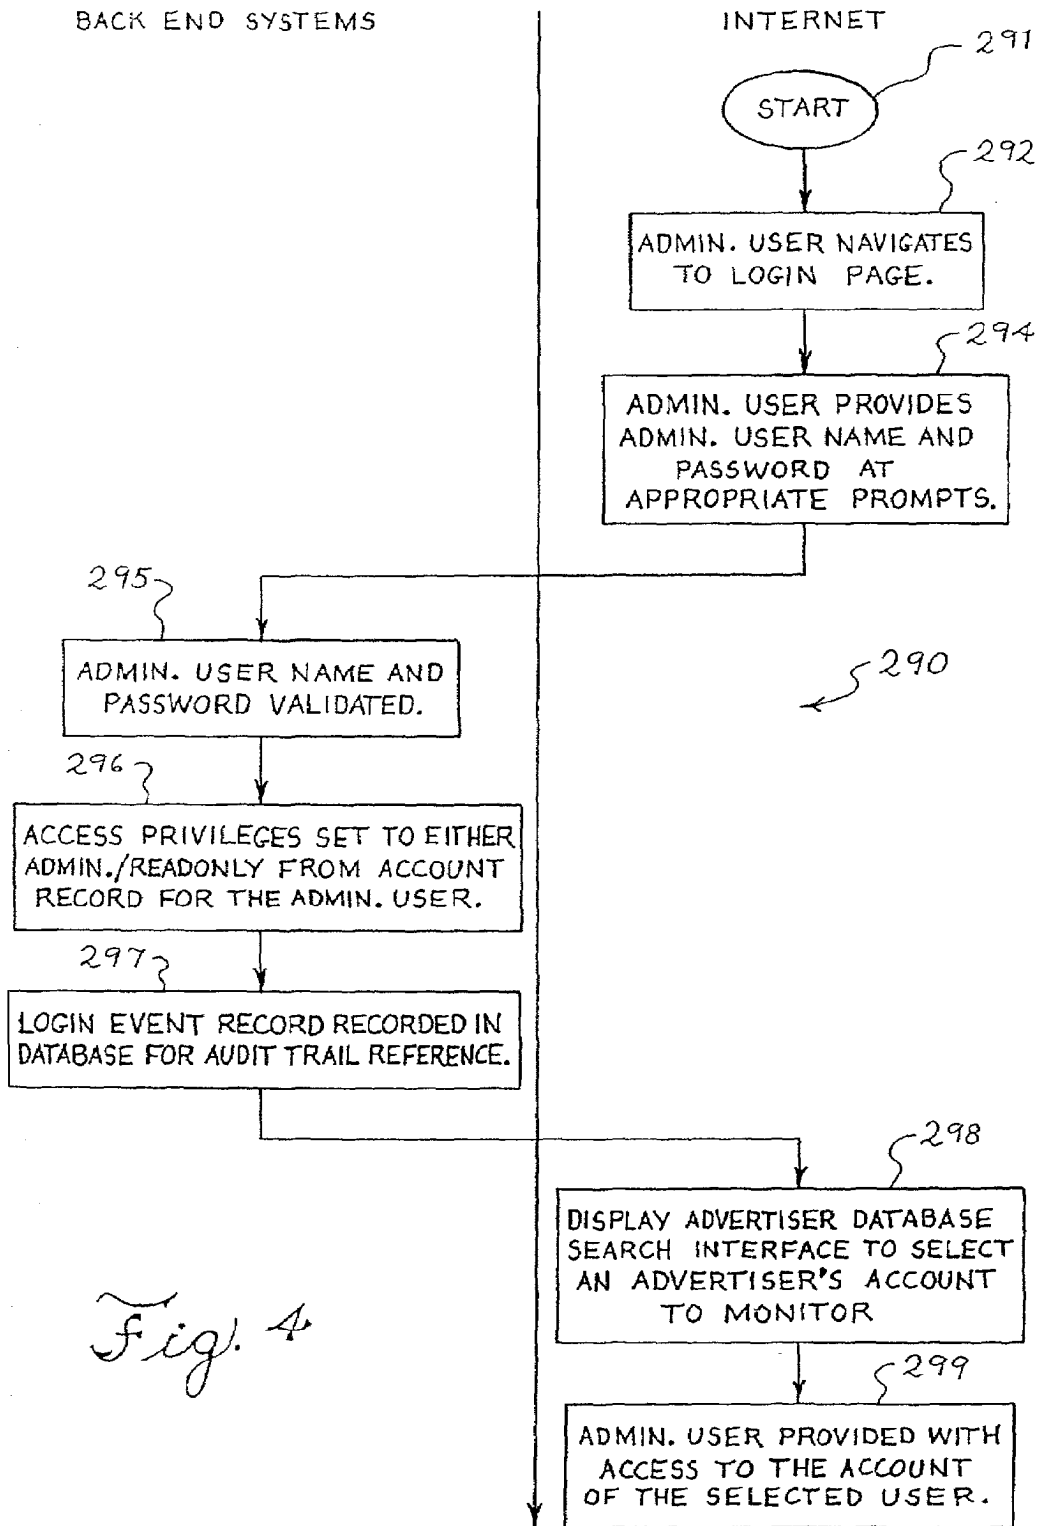 BACK END SYSTEMS
INTERNET
291
START
292
ADMIN. USER NAVIGATES
TO LOGIN PAGE.
294
ADMIN. USER PROVIDES
ADMIN. USER NAME AND
PASSWORD AT
APPROPRIATE PROMPTS.
295
ADMIN. USER NAME AND
PASSWORD VALIDATED.
290
296
ACCESS PRIVILEGES SET TO EITHER
ADMIN./READONLY FROM ACCOUNT
RECORD FOR THE ADMIN. USER.
297
LOGIN EVENT RECORD RECORDED IN
DATABASE FOR AUDIT TRAIL REFERENCE.
298
DISPLAY ADVERTISER DATABASE
SEARCH INTERFACE TO SELECT
AN ADVERTISER'S ACCOUNT
TO MONITOR
Fig. 4
299
ADMIN. USER PROVIDED WITH
ACCESS TO THE ACCOUNT
OF THE SELECTED USER.